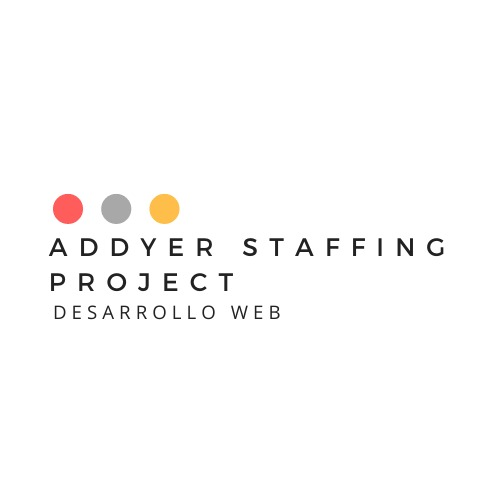 ADDYER STAFFING
PROJECT
DESARROLLO WEB